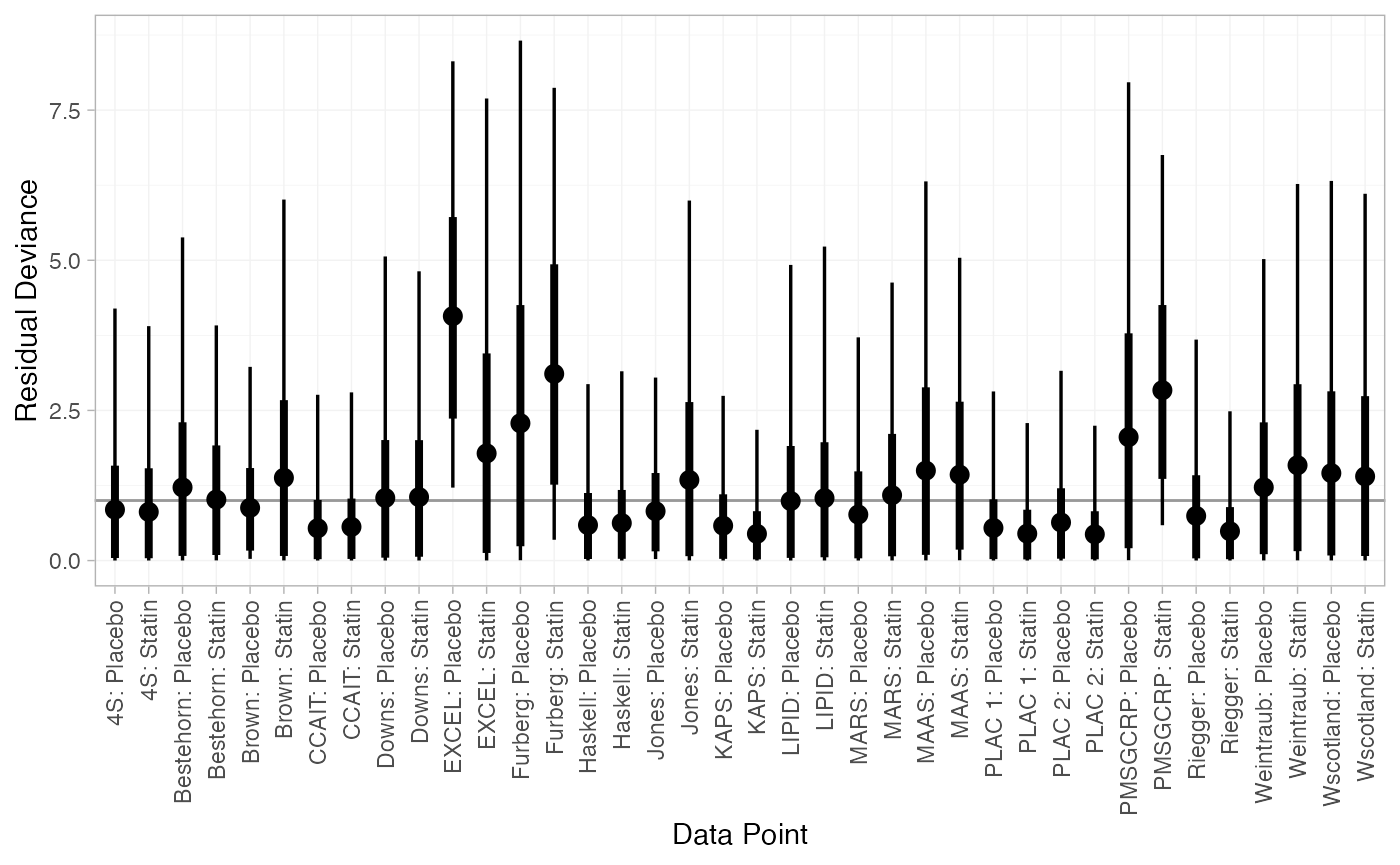 Residual Deviance
7.5
5.0
2.5
0.0
4S: Placebo
4S: Statin
Bestehorn: Placebo
Bestehorn: Statin
Brown: Placebo
Brown: Statin
CCAIT: Placebo
CCAIT: Statin
Downs: Placebo
Downs: Statin
EXCEL: Placebo
EXCEL: Statin
Furberg: Placebo
Furberg: Statin
Haskell: Placebo
Haskell: Statin
Jones: Placebo
Jones: Statin
KAPS: Placebo
KAPS: Statin
LIPID: Placebo
LIPID: Statin
MARS: Placebo
MARS: Statin
MAAS: Placebo
MAAS: Statin
PLAC 1: Placebo
PLAC 1: Statin
PLAC 2: Placebo
PLAC 2: Statin
PMSGCRP: Placebo
PMSGCRP: Statin
Riegger: Placebo
Riegger: Statin
Weintraub: Placebo
Weintraub: Statin
Wscotland: Placebo
Wscotland: Statin
Data Point